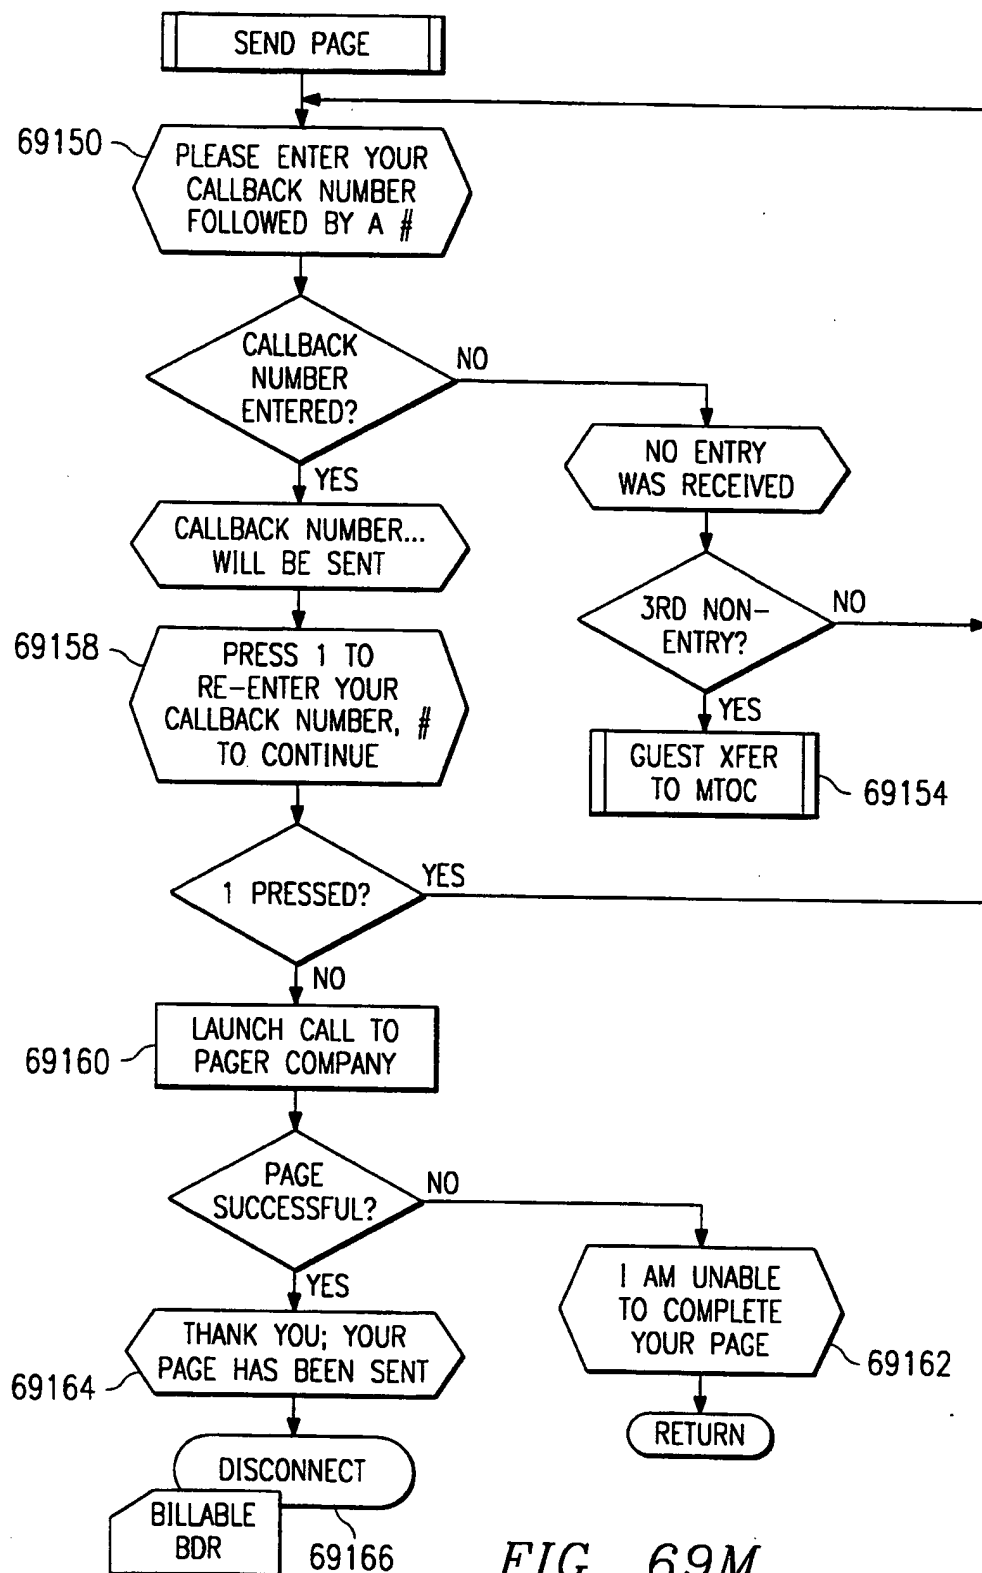 SEND PAGE
69150
PLEASE ENTER YOUR
CALLBACK NUMBER
FOLLOWED BY A #
CALLBACK
NUMBER
ENTERED?
NO
YES
NO ENTRY
WAS RECEIVED
CALLBACK NUMBER...
WILL BE SENT
3RD NON-
ENTRY?
NO
YES
69158
PRESS 1 TO
RE-ENTER YOUR
CALLBACK NUMBER, #
TO CONTINUE
GUEST XFER
TO MTOC
69154
1 PRESSED?
YES
NO
69160
LAUNCH CALL TO
PAGER COMPANY
PAGE
SUCCESSFUL?
NO
YES
I AM UNABLE
TO COMPLETE
YOUR PAGE
69162
THANK YOU; YOUR
PAGE HAS BEEN SENT
69164
RETURN
DISCONNECT
BILLABLE
BDR
69166
FIG. 69M